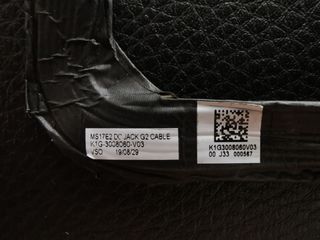 MS17E2 DC JACK G2 CABLE
K1G-3008060-V03
VSO 19/08/29
K1G3008060V03
00 J33 000567